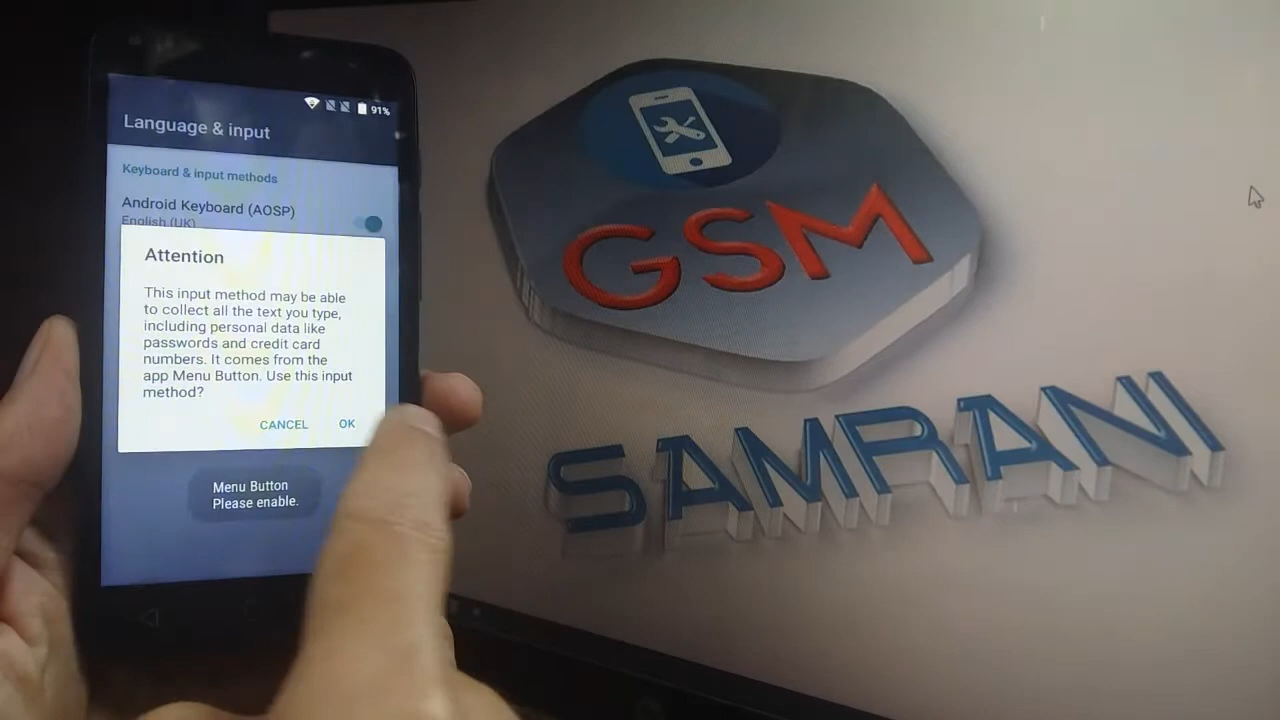 91%
Language & input
Keyboard & input methods
Android Keyboard (AOSP)
English (UK)
Attention
This input method may be able
to collect all the text you type,
including personal data like
passwords and credit card
numbers. It comes from the
app Menu Button. Use this input
method?
CANCEL OK
Menu Button
Please enable.
GSM
SAMRANI